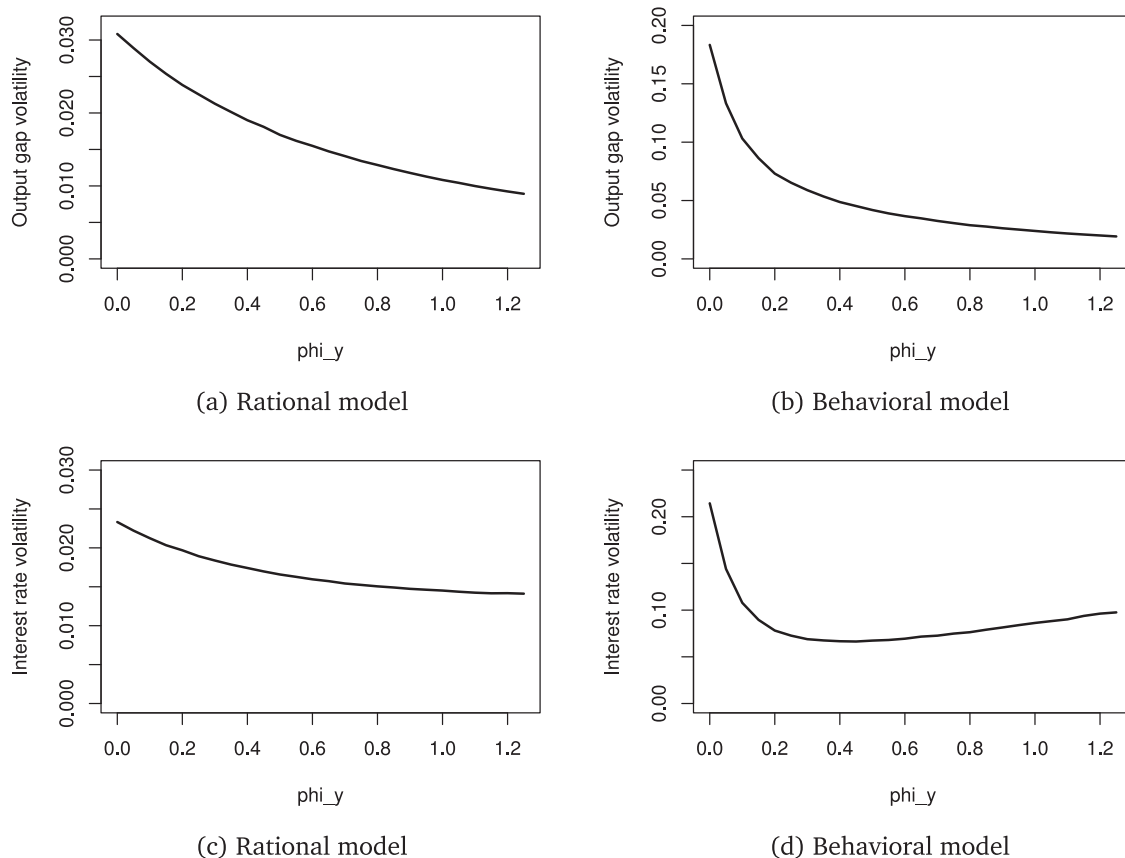 Output gap volatility
0.030
0.020
0.010
0.000
0.0 0.2 0.4 0.6 0.8 1.0 1.2
phi_y
(a) Rational model
Output gap volatility
0.20
0.15
0.10
0.05
0.00
0.0 0.2 0.4 0.6 0.8 1.0 1.2
phi_y
(b) Behavioral model
Interest rate volatility
0.030
0.020
0.010
0.000
0.0 0.2 0.4 0.6 0.8 1.0 1.2
phi_y
(c) Rational model
Interest rate volatility
0.20
0.10
0.00
0.0 0.2 0.4 0.6 0.8 1.0 1.2
phi_y
(d) Behavioral model